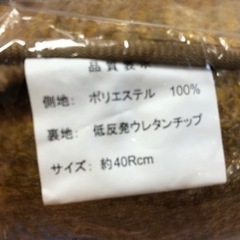 品質表示
側地： ポリエステル 100%
裏地： 低反発ウレタンチップ
サイズ： 約40Rcm